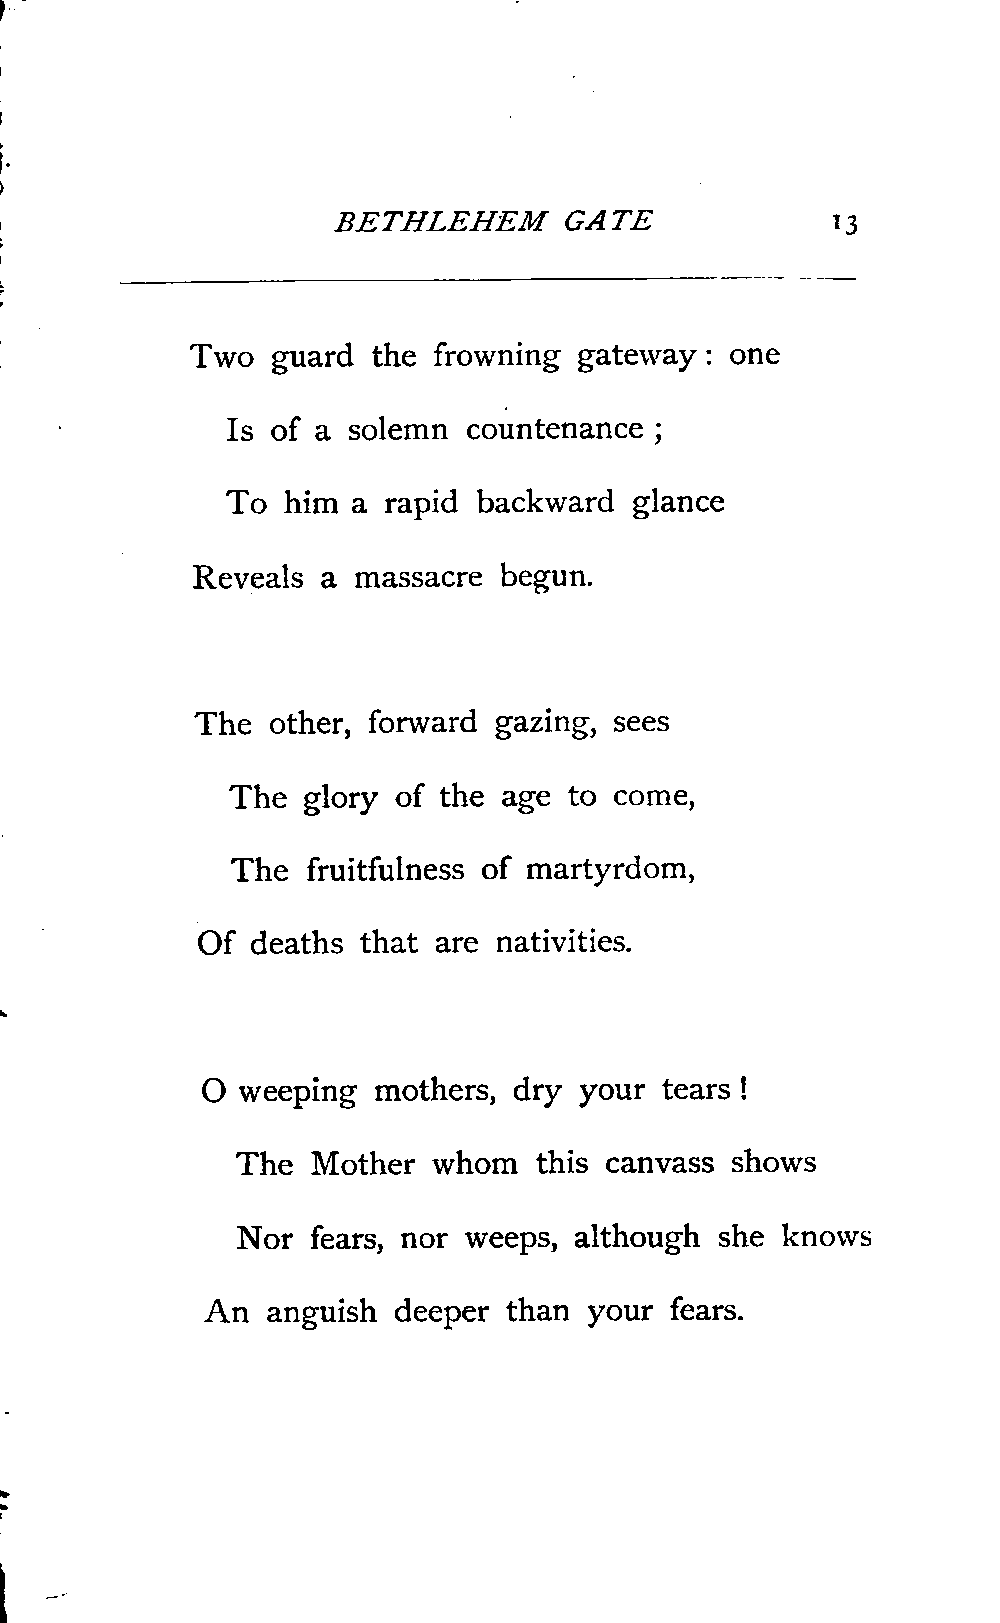 BETHLEHEM GATE 13
Two guard the frowning gateway : one
Is of a solemn countenance ;
To him a rapid backward glance
Reveals a massacre begun.
The other, forward gazing, sees
The glory of the age to come,
The fruitfulness of martyrdom,
Of deaths that are nativities.
O weeping mothers, dry your tears !
The Mother whom this canvass shows
Nor fears, nor weeps, although she knows
An anguish deeper than your fears.